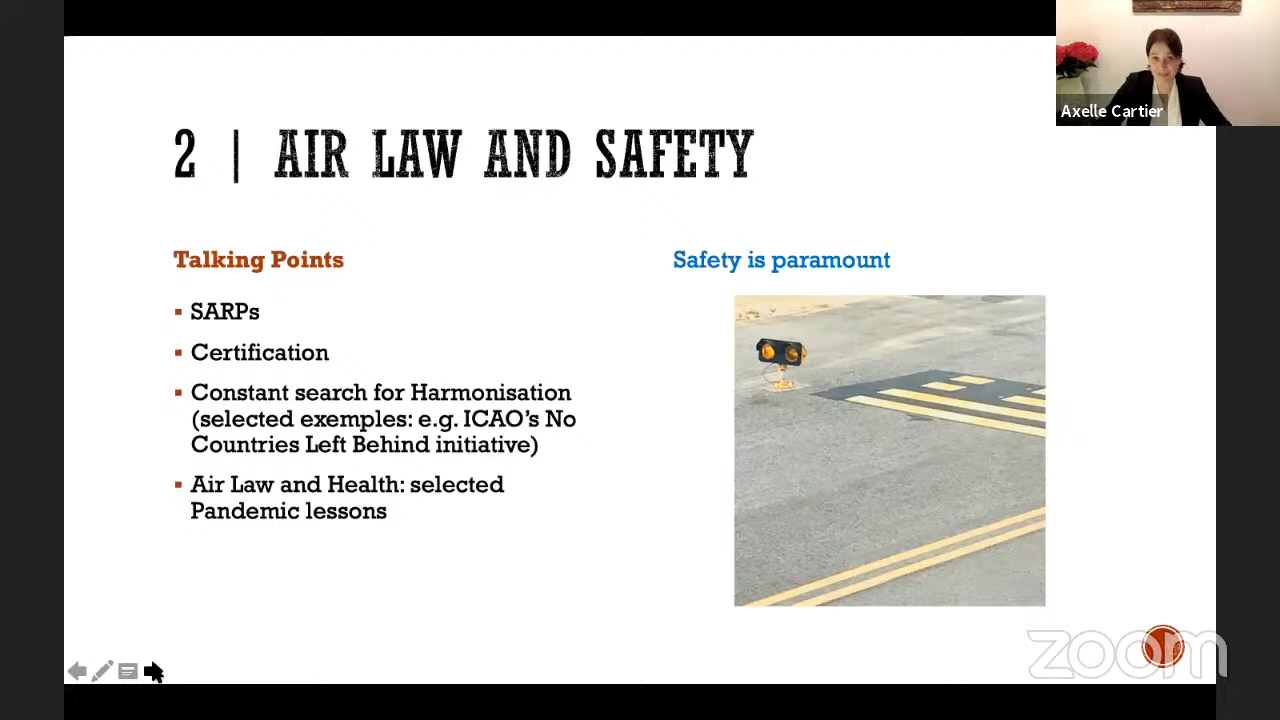 Axelle Cartier
2 | AIR LAW AND SAFETY
Talking Points
SARPs
Certification
Constant search for Harmonisation
(selected exemples: e.g. ICAO’s No
Countries Left Behind initiative)
Air Law and Health: selected
Pandemic lessons
Safety is paramount
zoom